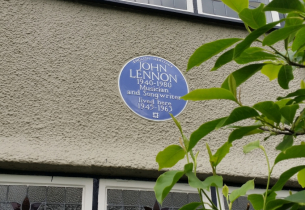 JOHN
LENNON
1940-1980
Musician
and Songwriter
lived here
1945-1963